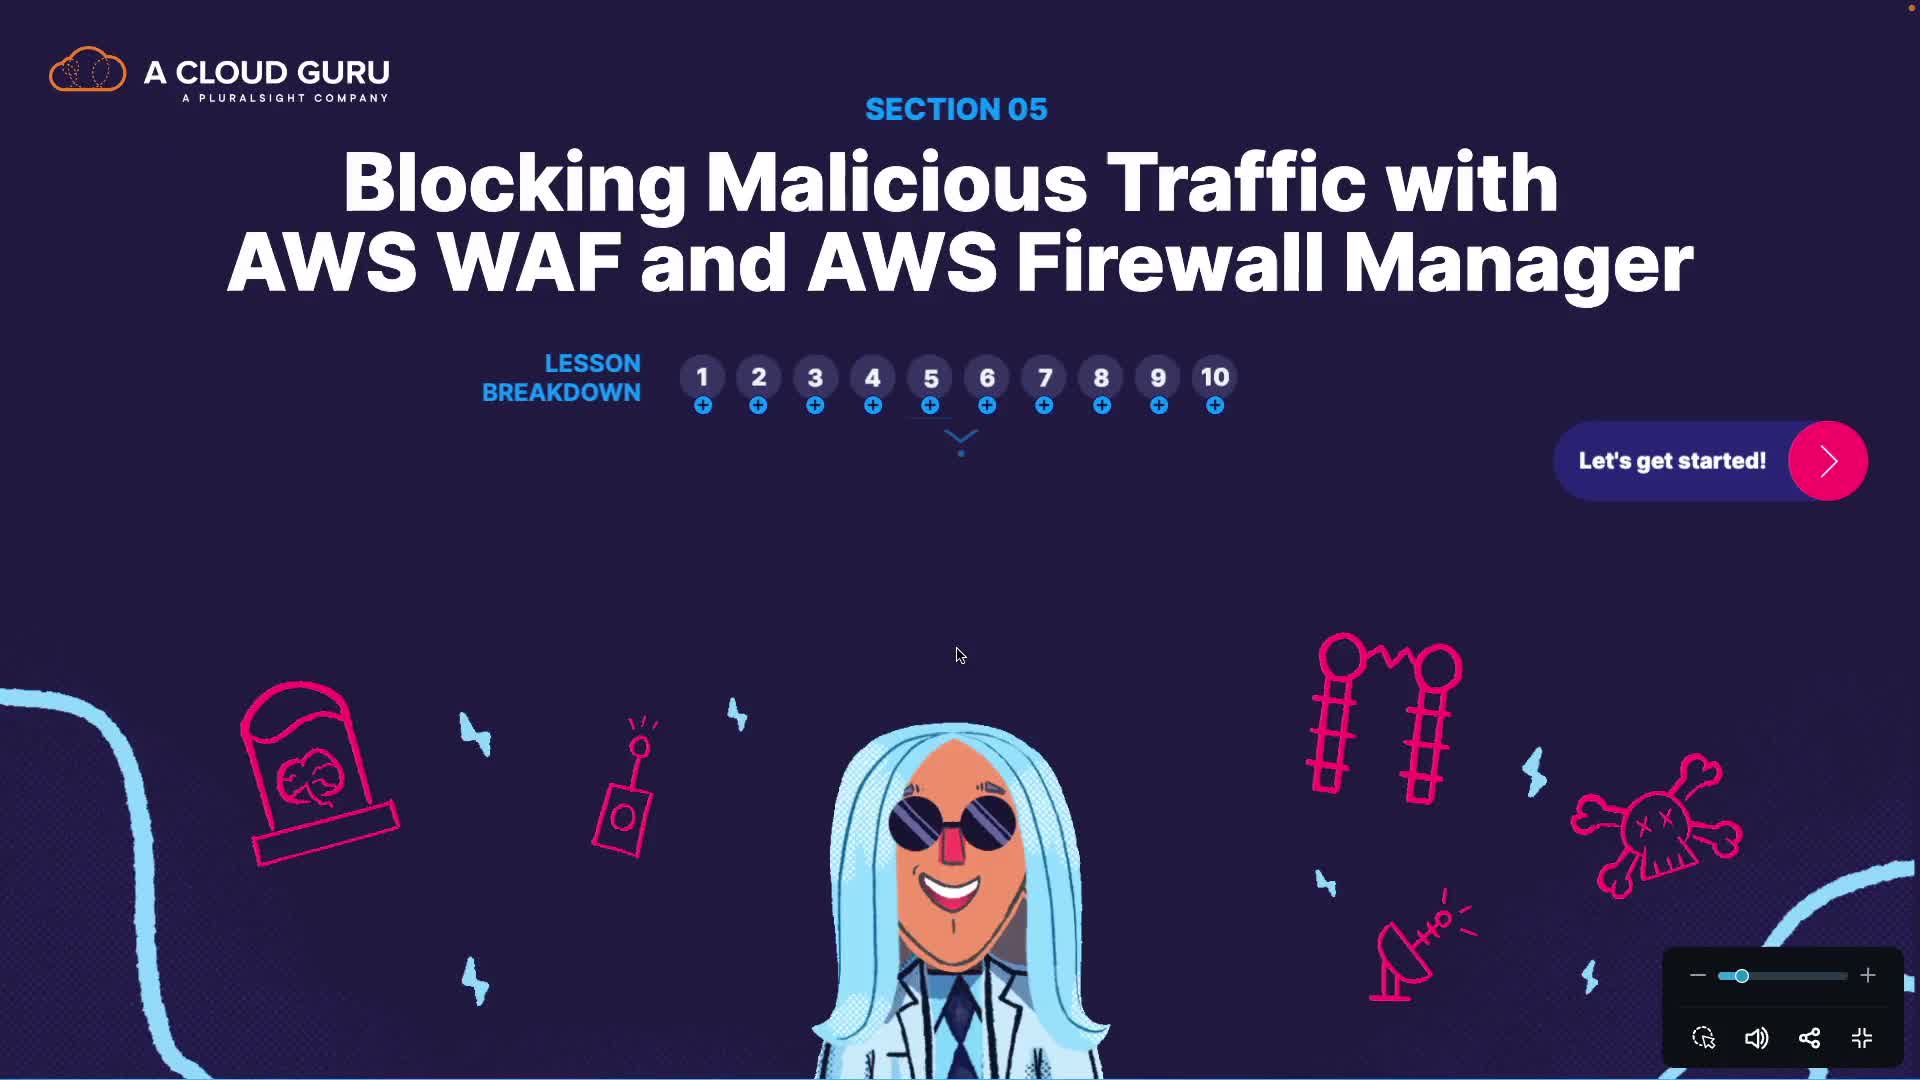 A CLOUD GURU
A PLURALSIGHT COMPANY
SECTION 05
Blocking Malicious Traffic with
AWS WAF and AWS Firewall Manager
LESSON
BREAKDOWN
1 2 3 4 5 6 7 8 9 10
Let's get started!